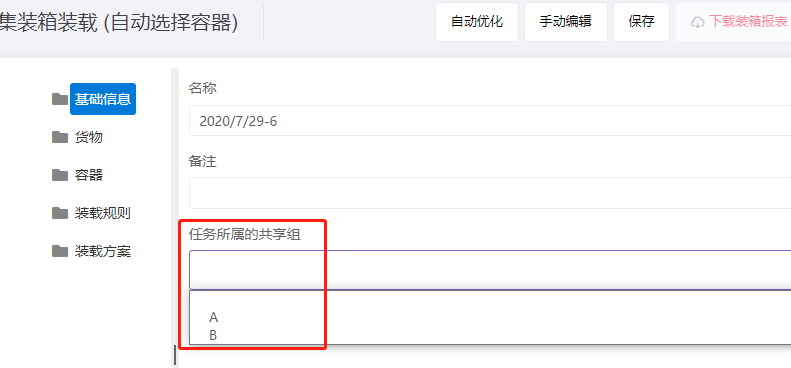 集装箱装载 (自动选择容器)
自动优化
手动编辑
保存
下载装箱报表
基础信息
货物
容器
装载规则
装载方案
名称
2020/7/29-6
备注
任务所属的共享组
A
B